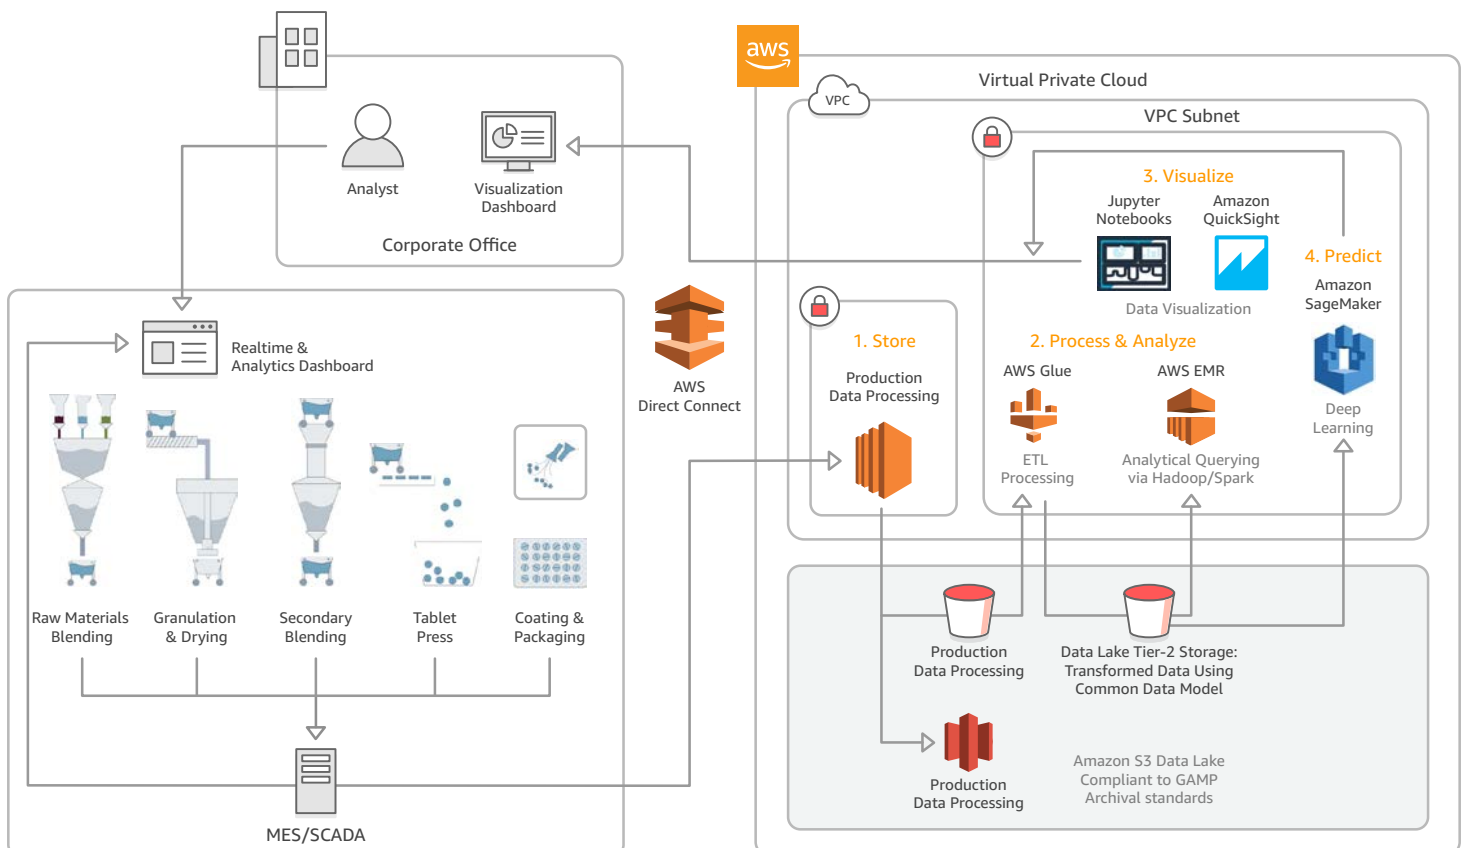 aws
Virtual Private Cloud
VPC
VPC Subnet
Analyst
Visualization
Dashboard
Corporate Office
3. Visualize
Jupyter
Notebooks
Amazon
QuickSight
Data Visualization
4. Predict
Amazon
SageMaker
Deep
Learning
Realtime &
Analytics Dashboard
AWS
Direct Connect
1. Store
Production
Data Processing
2. Process & Analyze
AWS Glue
ETL
Processing
AWS EMR
Analytical Querying
via Hadoop/Spark
Raw Materials
Blending
Granulation
& Drying
Secondary
Blending
Tablet
Press
Coating &
Packaging
MES/SCADA
Production
Data Processing
Data Lake Tier-2 Storage:
Transformed Data Using
Common Data Model
Production
Data Processing
Amazon S3 Data Lake
Compliant to GAMP
Archival standards